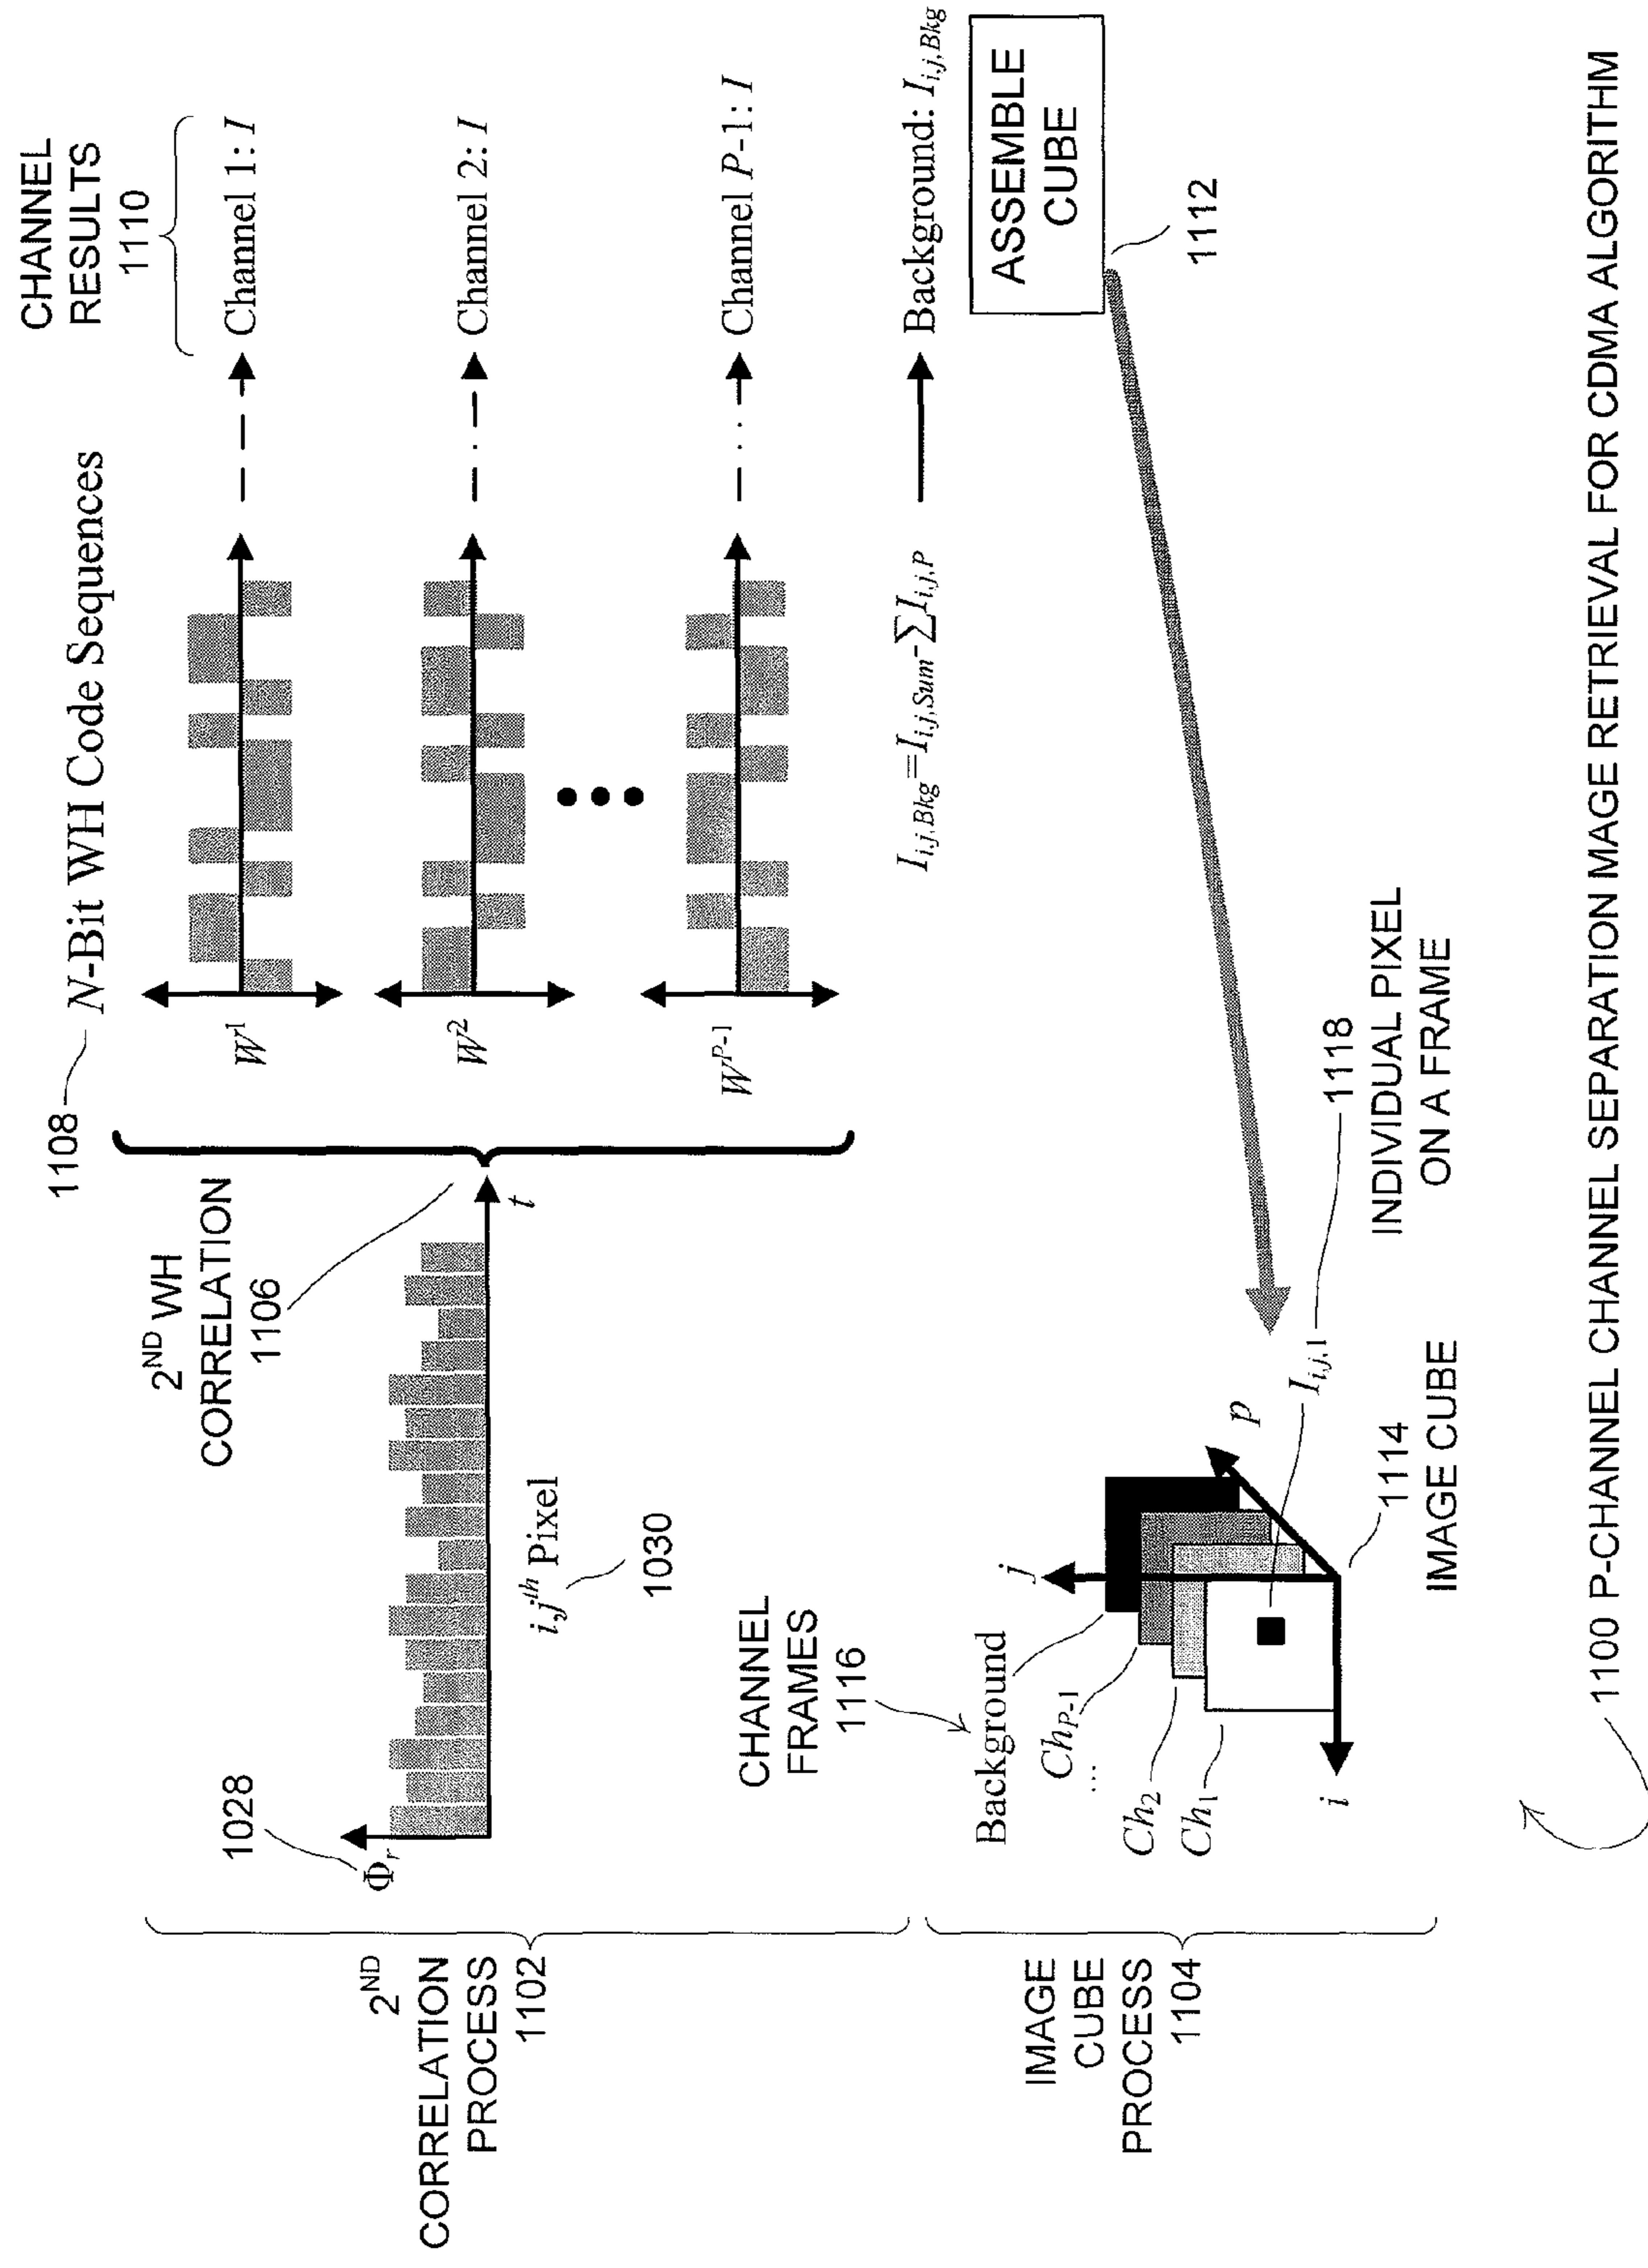 CHANNEL
RESULTS
1110
1108
N-Bit WH Code Sequences
2ND WH
CORRELATION
1106
1028
Φr
t
i,jth Pixel
1030
W1
Channel 1: I
W2
Channel 2: I
WP-1
Channel P-1: I
Ii,j,Bkg=Ii,j,Sum-∑Ii,j,P
Background: Ii,j,Bkg
2ND
CORRELATION
PROCESS
1102
IMAGE
CUBE
PROCESS
1104
CHANNEL
FRAMES
1116
Background
ChP-1
...
Ch2
Ch1
j
i
p
Ii,j,1
1118
INDIVIDUAL PIXEL
ON A FRAME
1114
IMAGE CUBE
ASSEMBLE
CUBE
1112
1100 P-CHANNEL CHANNEL SEPARATION IMAGE RETRIEVAL FOR CDMA ALGORITHM